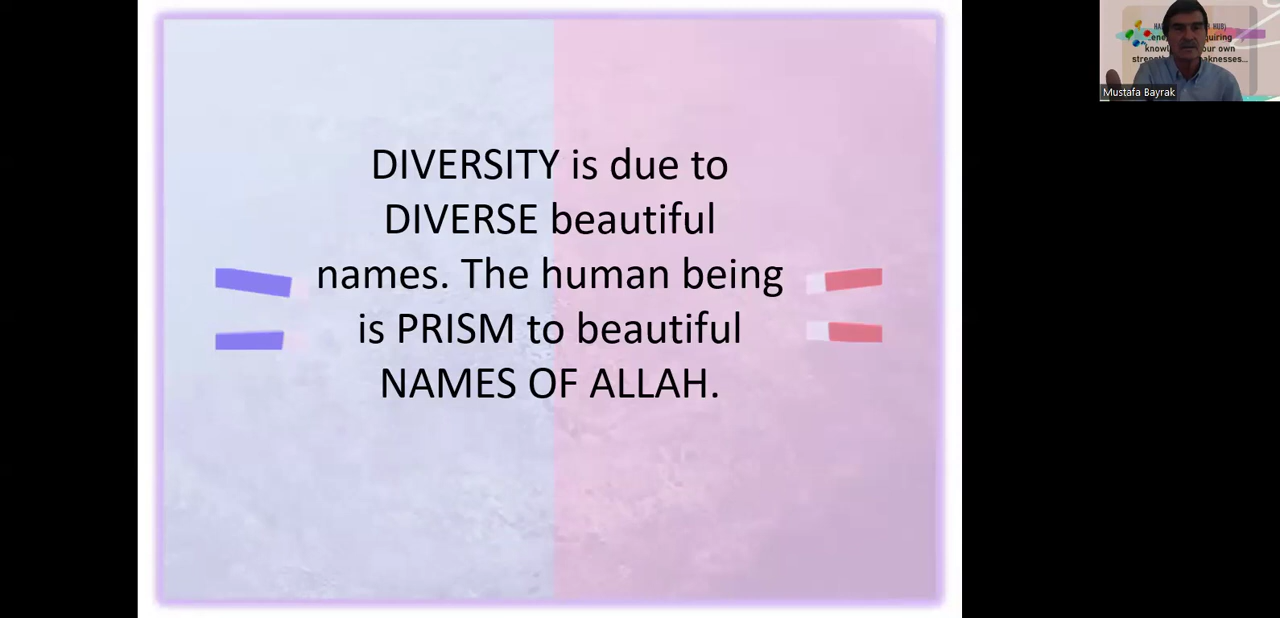 DIVERSITY is due to
DIVERSE beautiful
names. The human being
is PRISM to beautiful
NAMES OF ALLAH.
Mustafa Bayrak